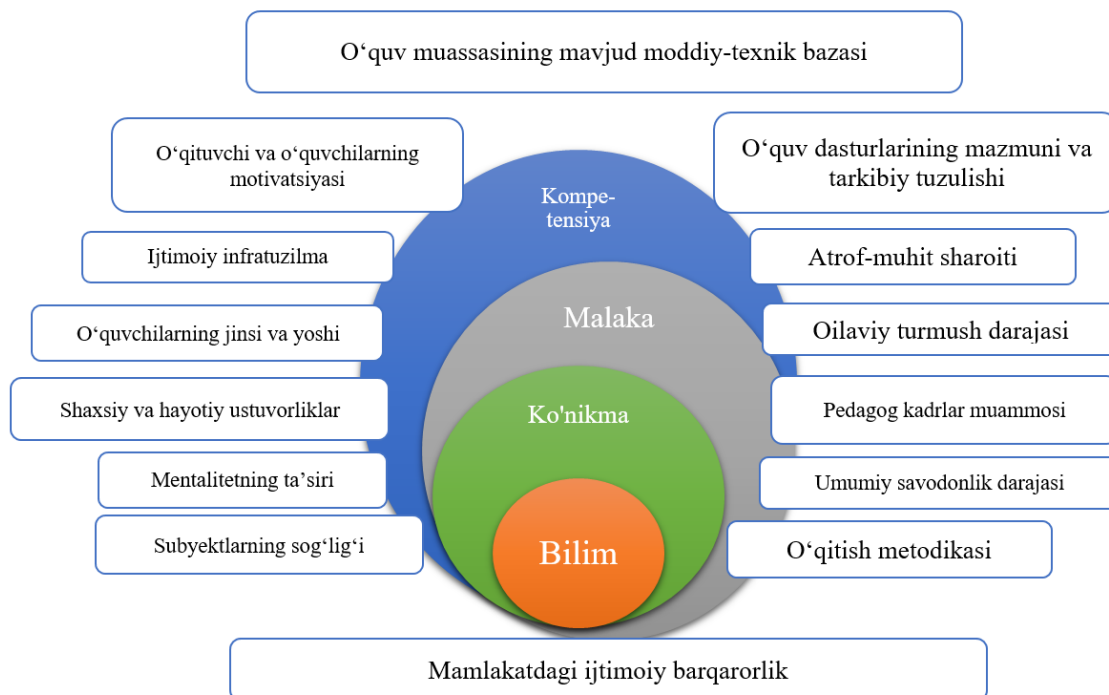 O‘quv muassasining mavjud moddiy-texnik bazasi
O‘qituvchi va o‘quvchilarning
motivatsiyasi
O‘quv dasturlarining mazmuni va
tarkibiy tuzulishi
Kompe-
tensiya
Ijtimoiy infratuzilma
Atrof-muhit sharoiti
Malaka
O‘quvchilarning jinsi va yoshi
Oilaviy turmush darajasi
Shaxsiy va hayotiy ustuvorliklar
Ko'nikma
Pedagog kadrlar muammosi
Mentalitetning ta’siri
Umumiy savodonlik darajasi
Subyektlarning sog‘lig‘i
Bilim
O‘qitish metodikasi
Mamlakatdagi ijtimoiy barqarorlik